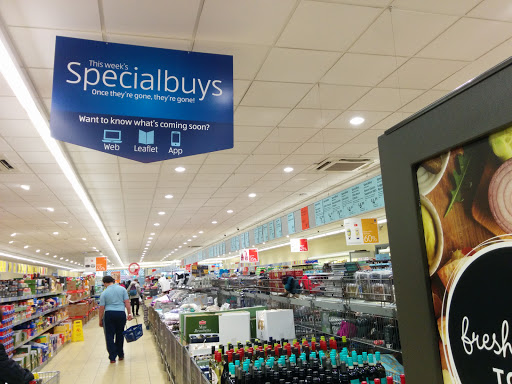 This week's
Specialbuys
Once they're gone, they're gone!
Want to know what's coming soon?
Web Leaflet App
fresh